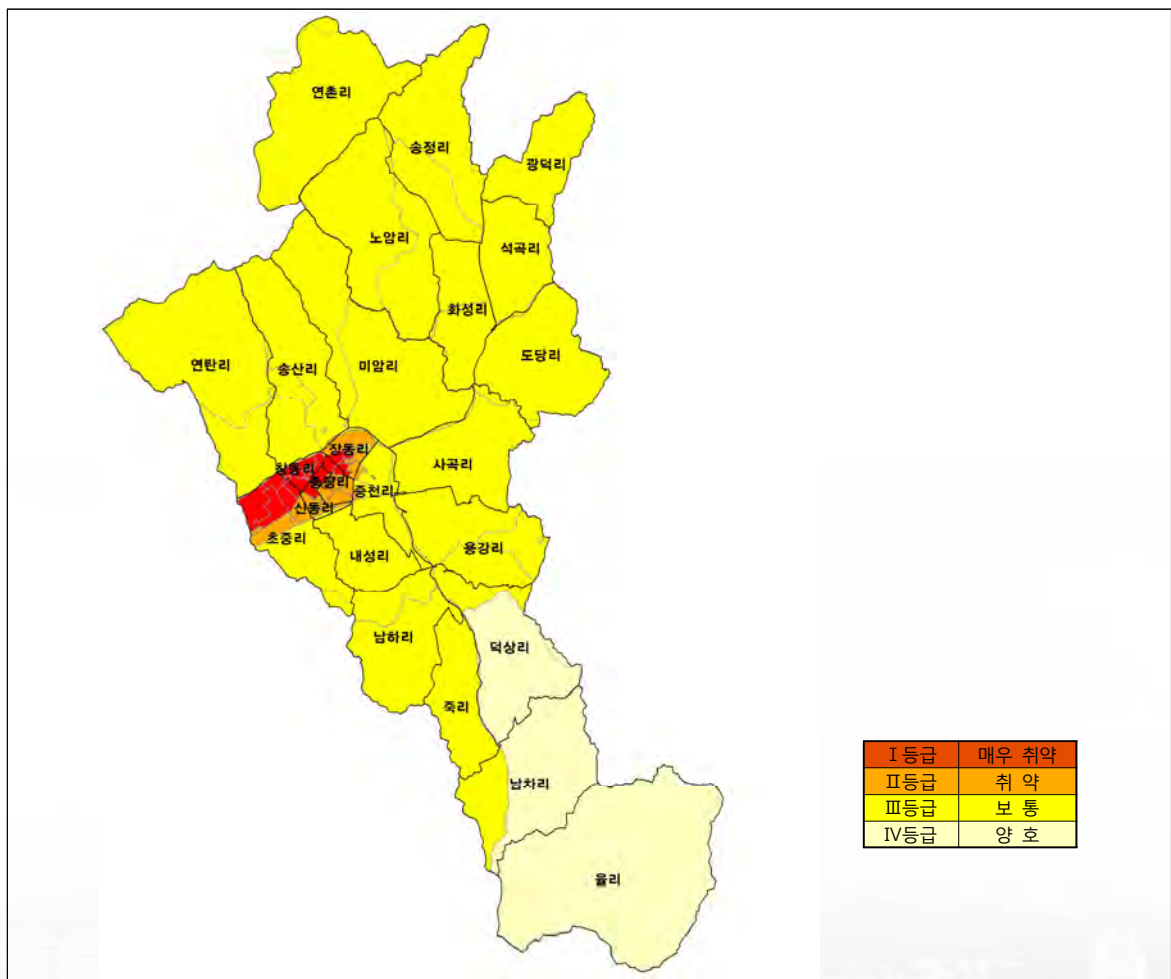 연촌리
송정리
광덕리
노암리
석곡리
화성리
도당리
연탄리
송산리
미암리
장동리
사곡리
창동리
송평리
증천리
신동리
초중리
내성리
용강리
남하리
덕상리
죽리
남차리
율리
Ⅰ등급 매우 취약
Ⅱ등급 취 약
Ⅲ등급 보 통
Ⅳ등급 양 호